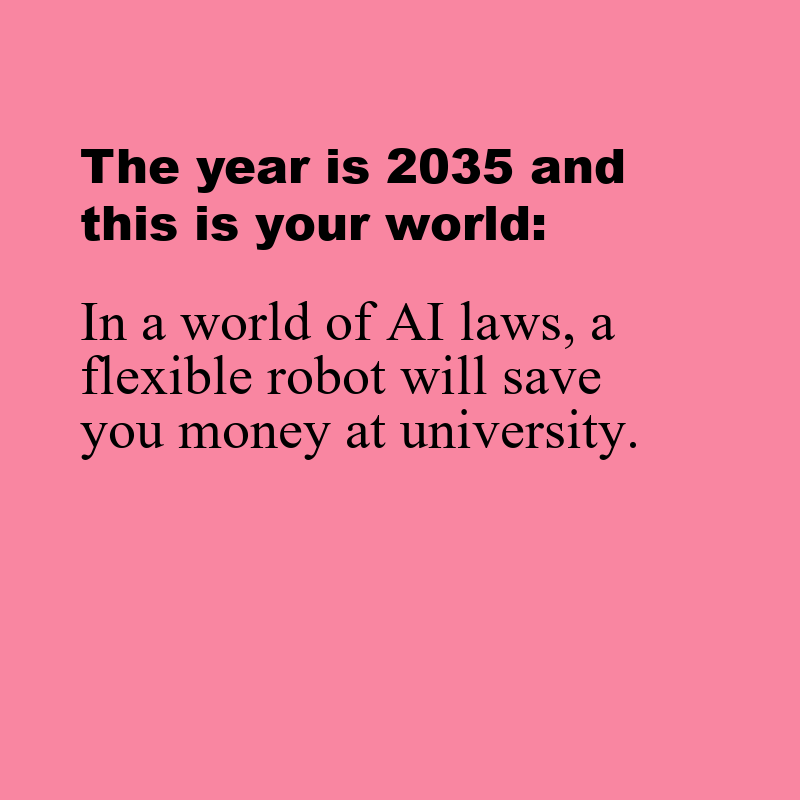 The year is 2035 and
this is your world:
In a world of AI laws, a
flexible robot will save
you money at university.